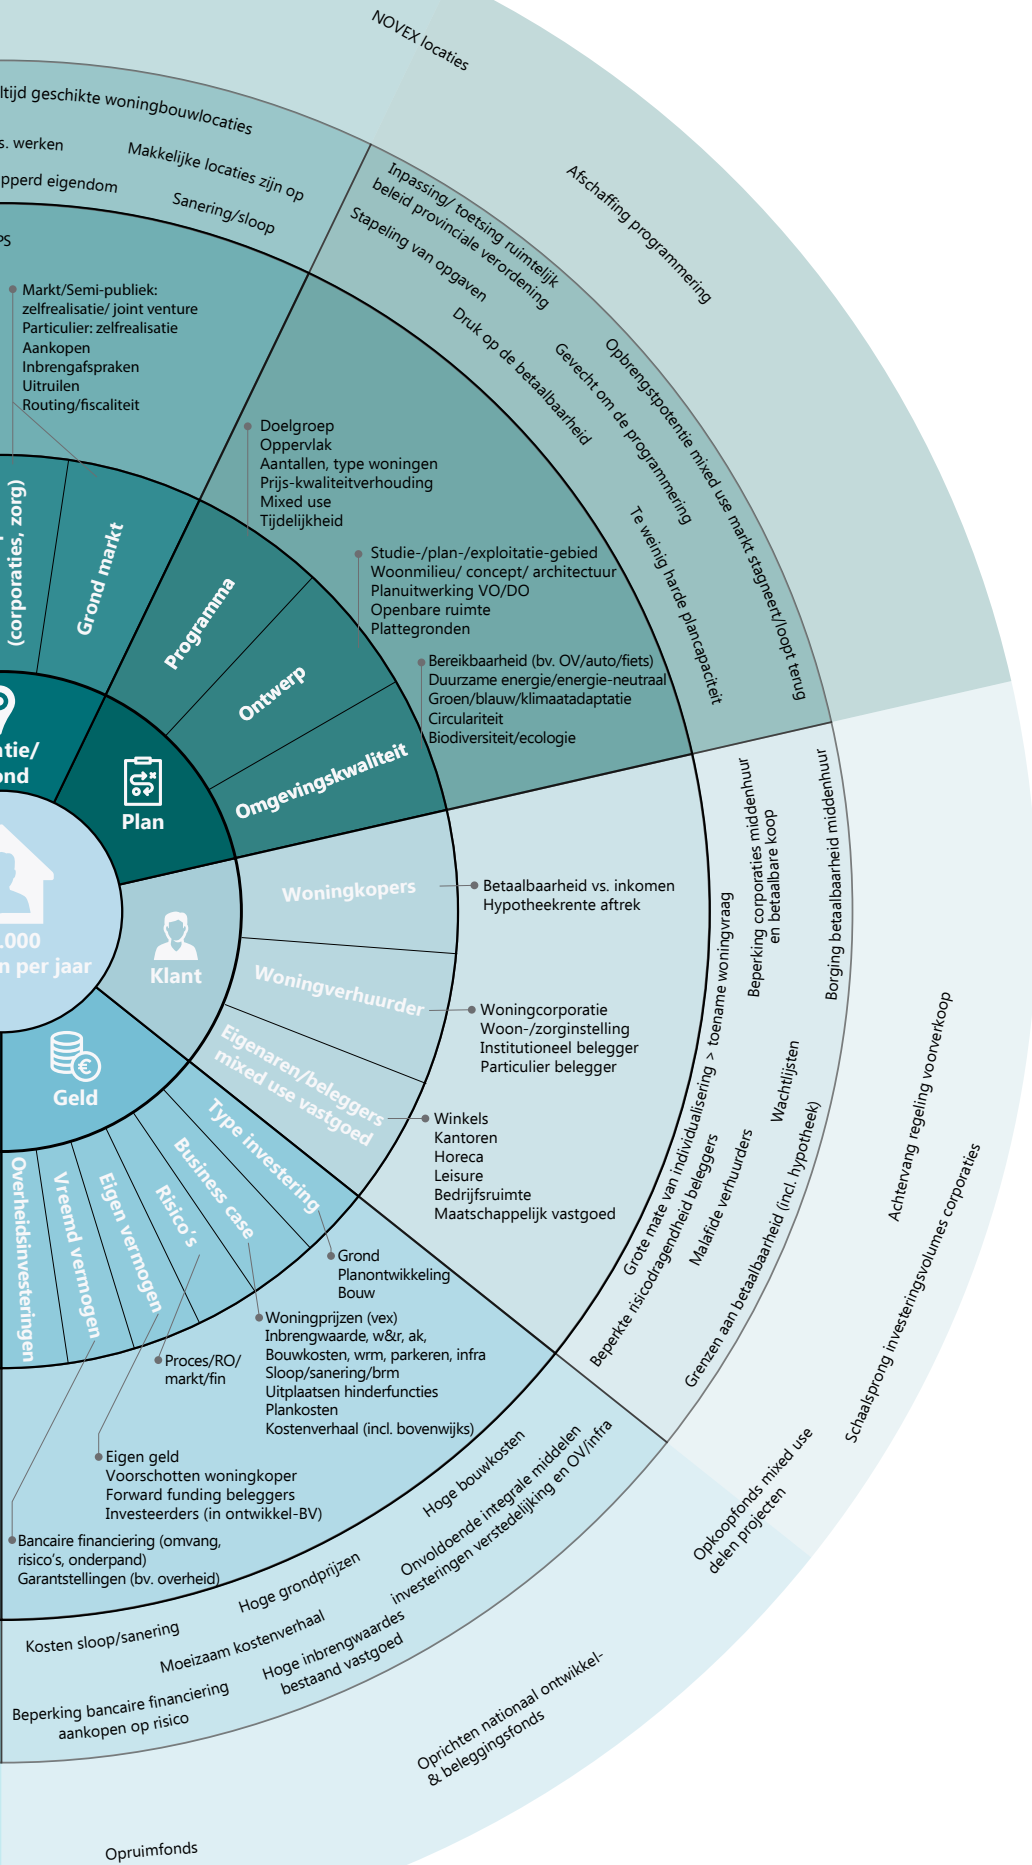 NOVEX locaties
Afschaffing programmering
ltijd geschikte woningbouwlocaties
s. werken
Makkelijke locaties zijn op
pperd eigendom
Sanering/sloop
PS
Markt/Semi-publiek:
zelfrealisatie/ joint venture
Particulier: zelfrealisatie
Aankopen
Inbrengafspraken
Uitruilen
Routing/fiscaliteit
(corporaties, zorg)
Grond markt
Inpassing/ toetsing ruimtelijk
beleid provinciale verordening
Stapeling van opgaven
Druk op de betaalbaarheid
Gevecht om de programmering
Opbrengstpotentie mixed use markt stagneert/loopt terug
Te weinig harde plancapaciteit
Doelgroep
Oppervlak
Aantallen, type woningen
Prijs-kwaliteitverhouding
Mixed use
Tijdelijkheid
Studie-/plan-/exploitatie-gebied
Woonmilieu/ concept/ architectuur
Planuitwerking VO/DO
Openbare ruimte
Plattegronden
Bereikbaarheid (bv. OV/auto/fiets)
Duurzame energie/energie-neutraal
Groen/blauw/klimaatadaptatie
Circulariteit
Biodiversiteit/ecologie
Programma
Ontwerp
Omgevingskwaliteit
atie/
ond
Plan
.000
n per jaar
Klant
Geld
Woningkopers
Betaalbaarheid vs. inkomen
Hypotheekrente aftrek
Woningverhuurder
Woningcorporatie
Woon-/zorginstelling
Institutioneel belegger
Particulier belegger
Eigenaren/beleggers
mixed use vastgoed
Winkels
Kantoren
Horeca
Leisure
Bedrijfsruimte
Maatschappelijk vastgoed
Beperking corporaties middenhuur
en betaalbare koop
Borging betaalbaarheid middenhuur
Grote mate van individualisering > toename woningvraag
Wachtlijsten
Beperkte risicodragendheid beleggers
Malafide verhuurders
Grenzen aan betaalbaarheid (incl. hypotheek)
Achtervang regeling voorverkoop
Schaalsprong investeringsvolumes corporaties
Opkoopfonds mixed use
delen projecten
Type investering
Business case
Risico's
Eigen vermogen
Vreemd vermogen
Overheidsinvesteringen
Grond
Planontwikkeling
Bouw
Woningprijzen (vex)
Inbrengwaarde, w&r, ak,
Bouwkosten, wrm, parkeren, infra
Sloop/sanering/brm
Uitplaatsen hinderfuncties
Plankosten
Kostenverhaal (incl. bovenwijks)
Proces/RO/
markt/fin
Eigen geld
Voorschotten woningkoper
Forward funding beleggers
Investeerders (in ontwikkel-BV)
Bancaire financiering (omvang,
risico's, onderpand)
Garantstellingen (bv. overheid)
Hoge bouwkosten
Onvoldoende integrale middelen
investeringen verstedelijking en OV/infra
Hoge grondprijzen
Kosten sloop/sanering
Moeizaam kostenverhaal
Hoge inbrengwaardes
bestaand vastgoed
Beperking bancaire financiering
aankopen op risico
Oprichten nationaal ontwikkel-
& beleggingsfonds
Opruimfonds